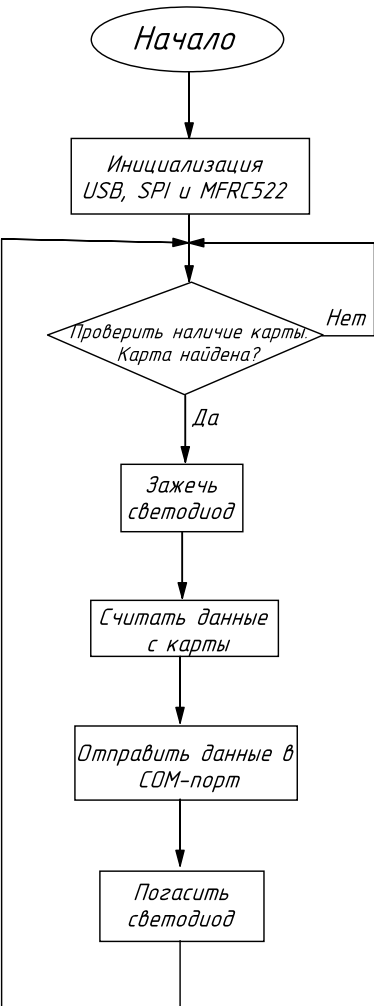 Начало
Инициализация
USB, SPI и MFRC522
Нет
Проверить наличие карты.
Карта найдена?
Да
Зажечь
светодиод
Считать данные
с карты
Отправить данные в
COM-порт
Погасить
светодиод